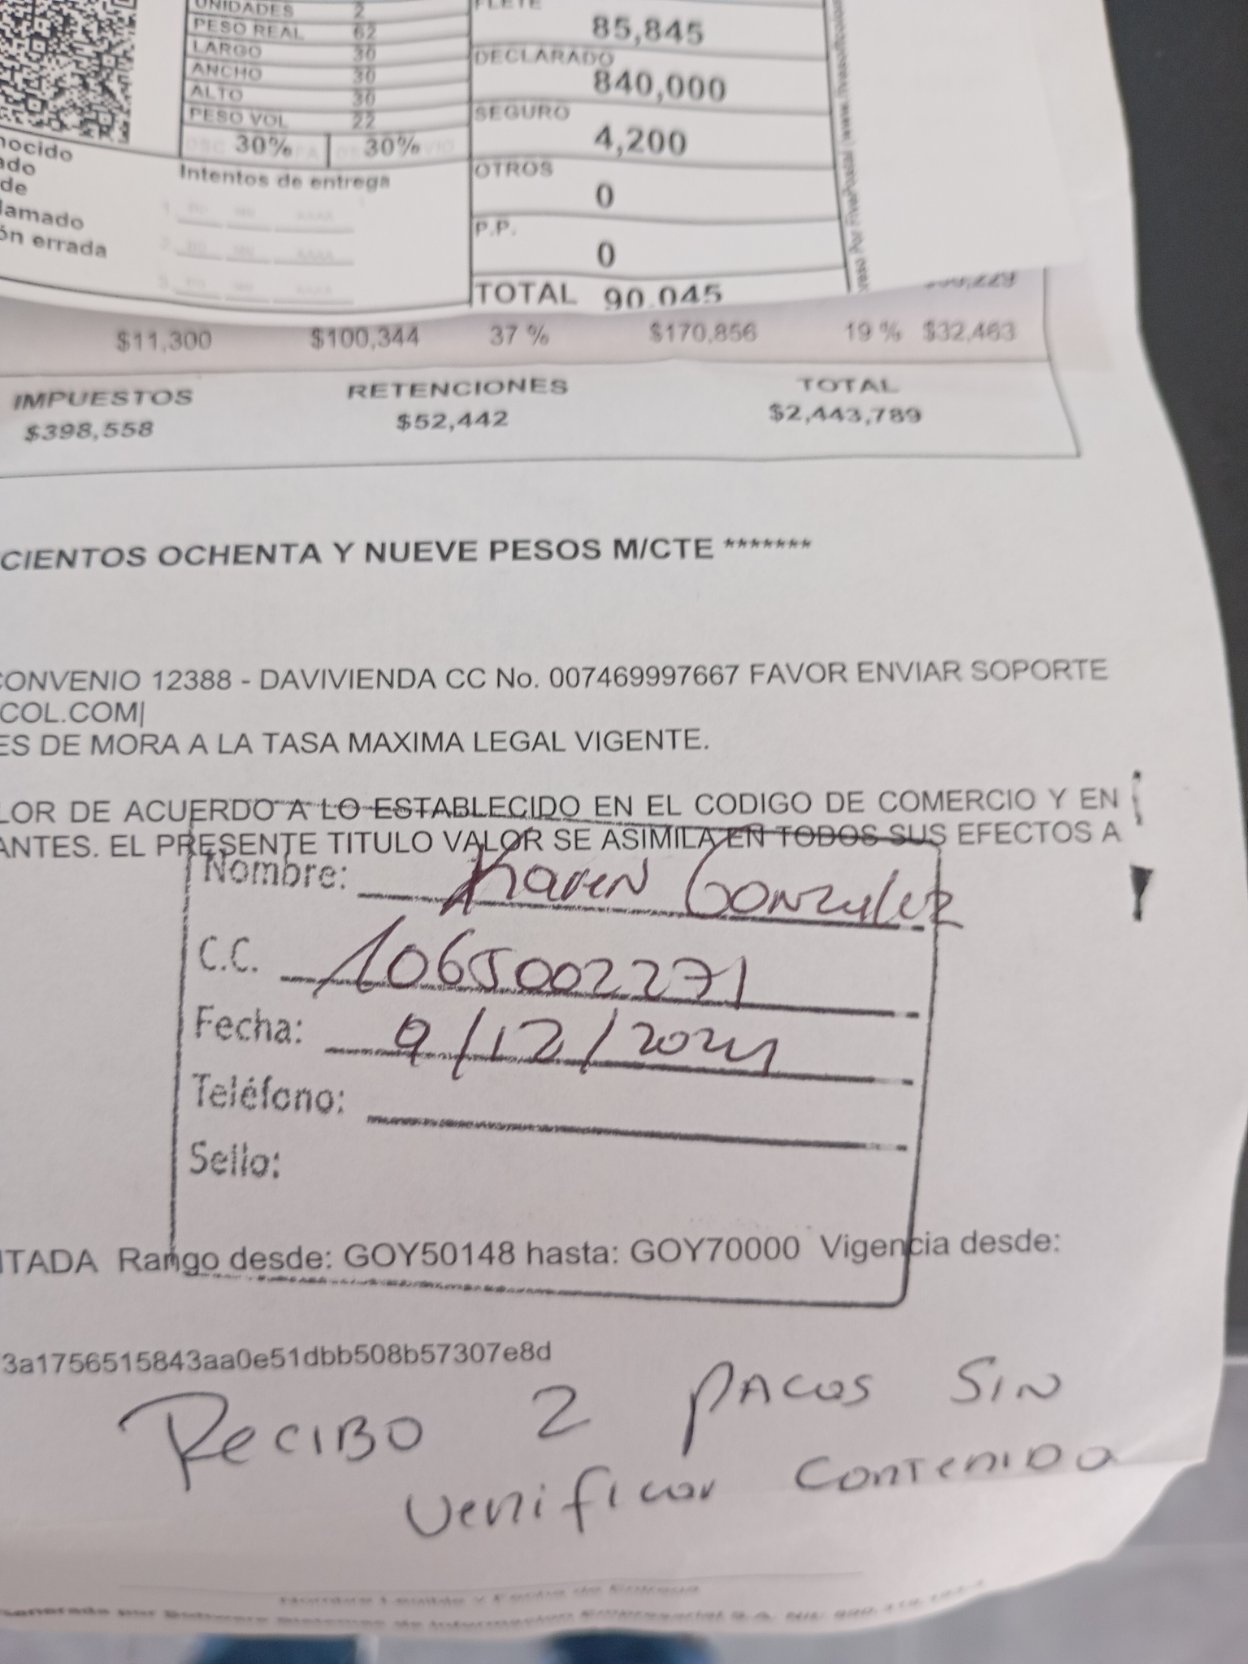 UNIDADES 2
PESO REAL 62
LARGO 30
ANCHO 30
ALTO 30
PESO VOL 22
30% 30%
Intentos de entrega
FLETE
85,845
DECLARADO
840,000
SEGURO
4,200
OTROS
0
P.P.
0
TOTAL 90,045
nocido
ado
de
lamado
ón errada
$11,300 $100,344 37 % $170,856 19 % $32,463
IMPUESTOS RETENCIONES TOTAL
$398,558 $52,442 $2,443,789
CIENTOS OCHENTA Y NUEVE PESOS M/CTE *******
CONVENIO 12388 - DAVIVIENDA CC No. 007469997667 FAVOR ENVIAR SOPORTE
COL.COM|
ES DE MORA A LA TASA MAXIMA LEGAL VIGENTE.
LOR DE ACUERDO A LO ESTABLECIDO EN EL CODIGO DE COMERCIO Y EN
ANTES. EL PRESENTE TITULO VALOR SE ASIMILA EN TODOS SUS EFECTOS A
Nombre: Karen Gonzalez
C.C. 1065002271
Fecha: 9/12/2024
Teléfono:
Sello:
ITADA Rango desde: GOY50148 hasta: GOY70000 Vigencia desde:
3a1756515843aa0e51dbb508b57307e8d
Recibo 2 pacos sin
verificar contenido
Nombre Legible y Fecha de Entrega